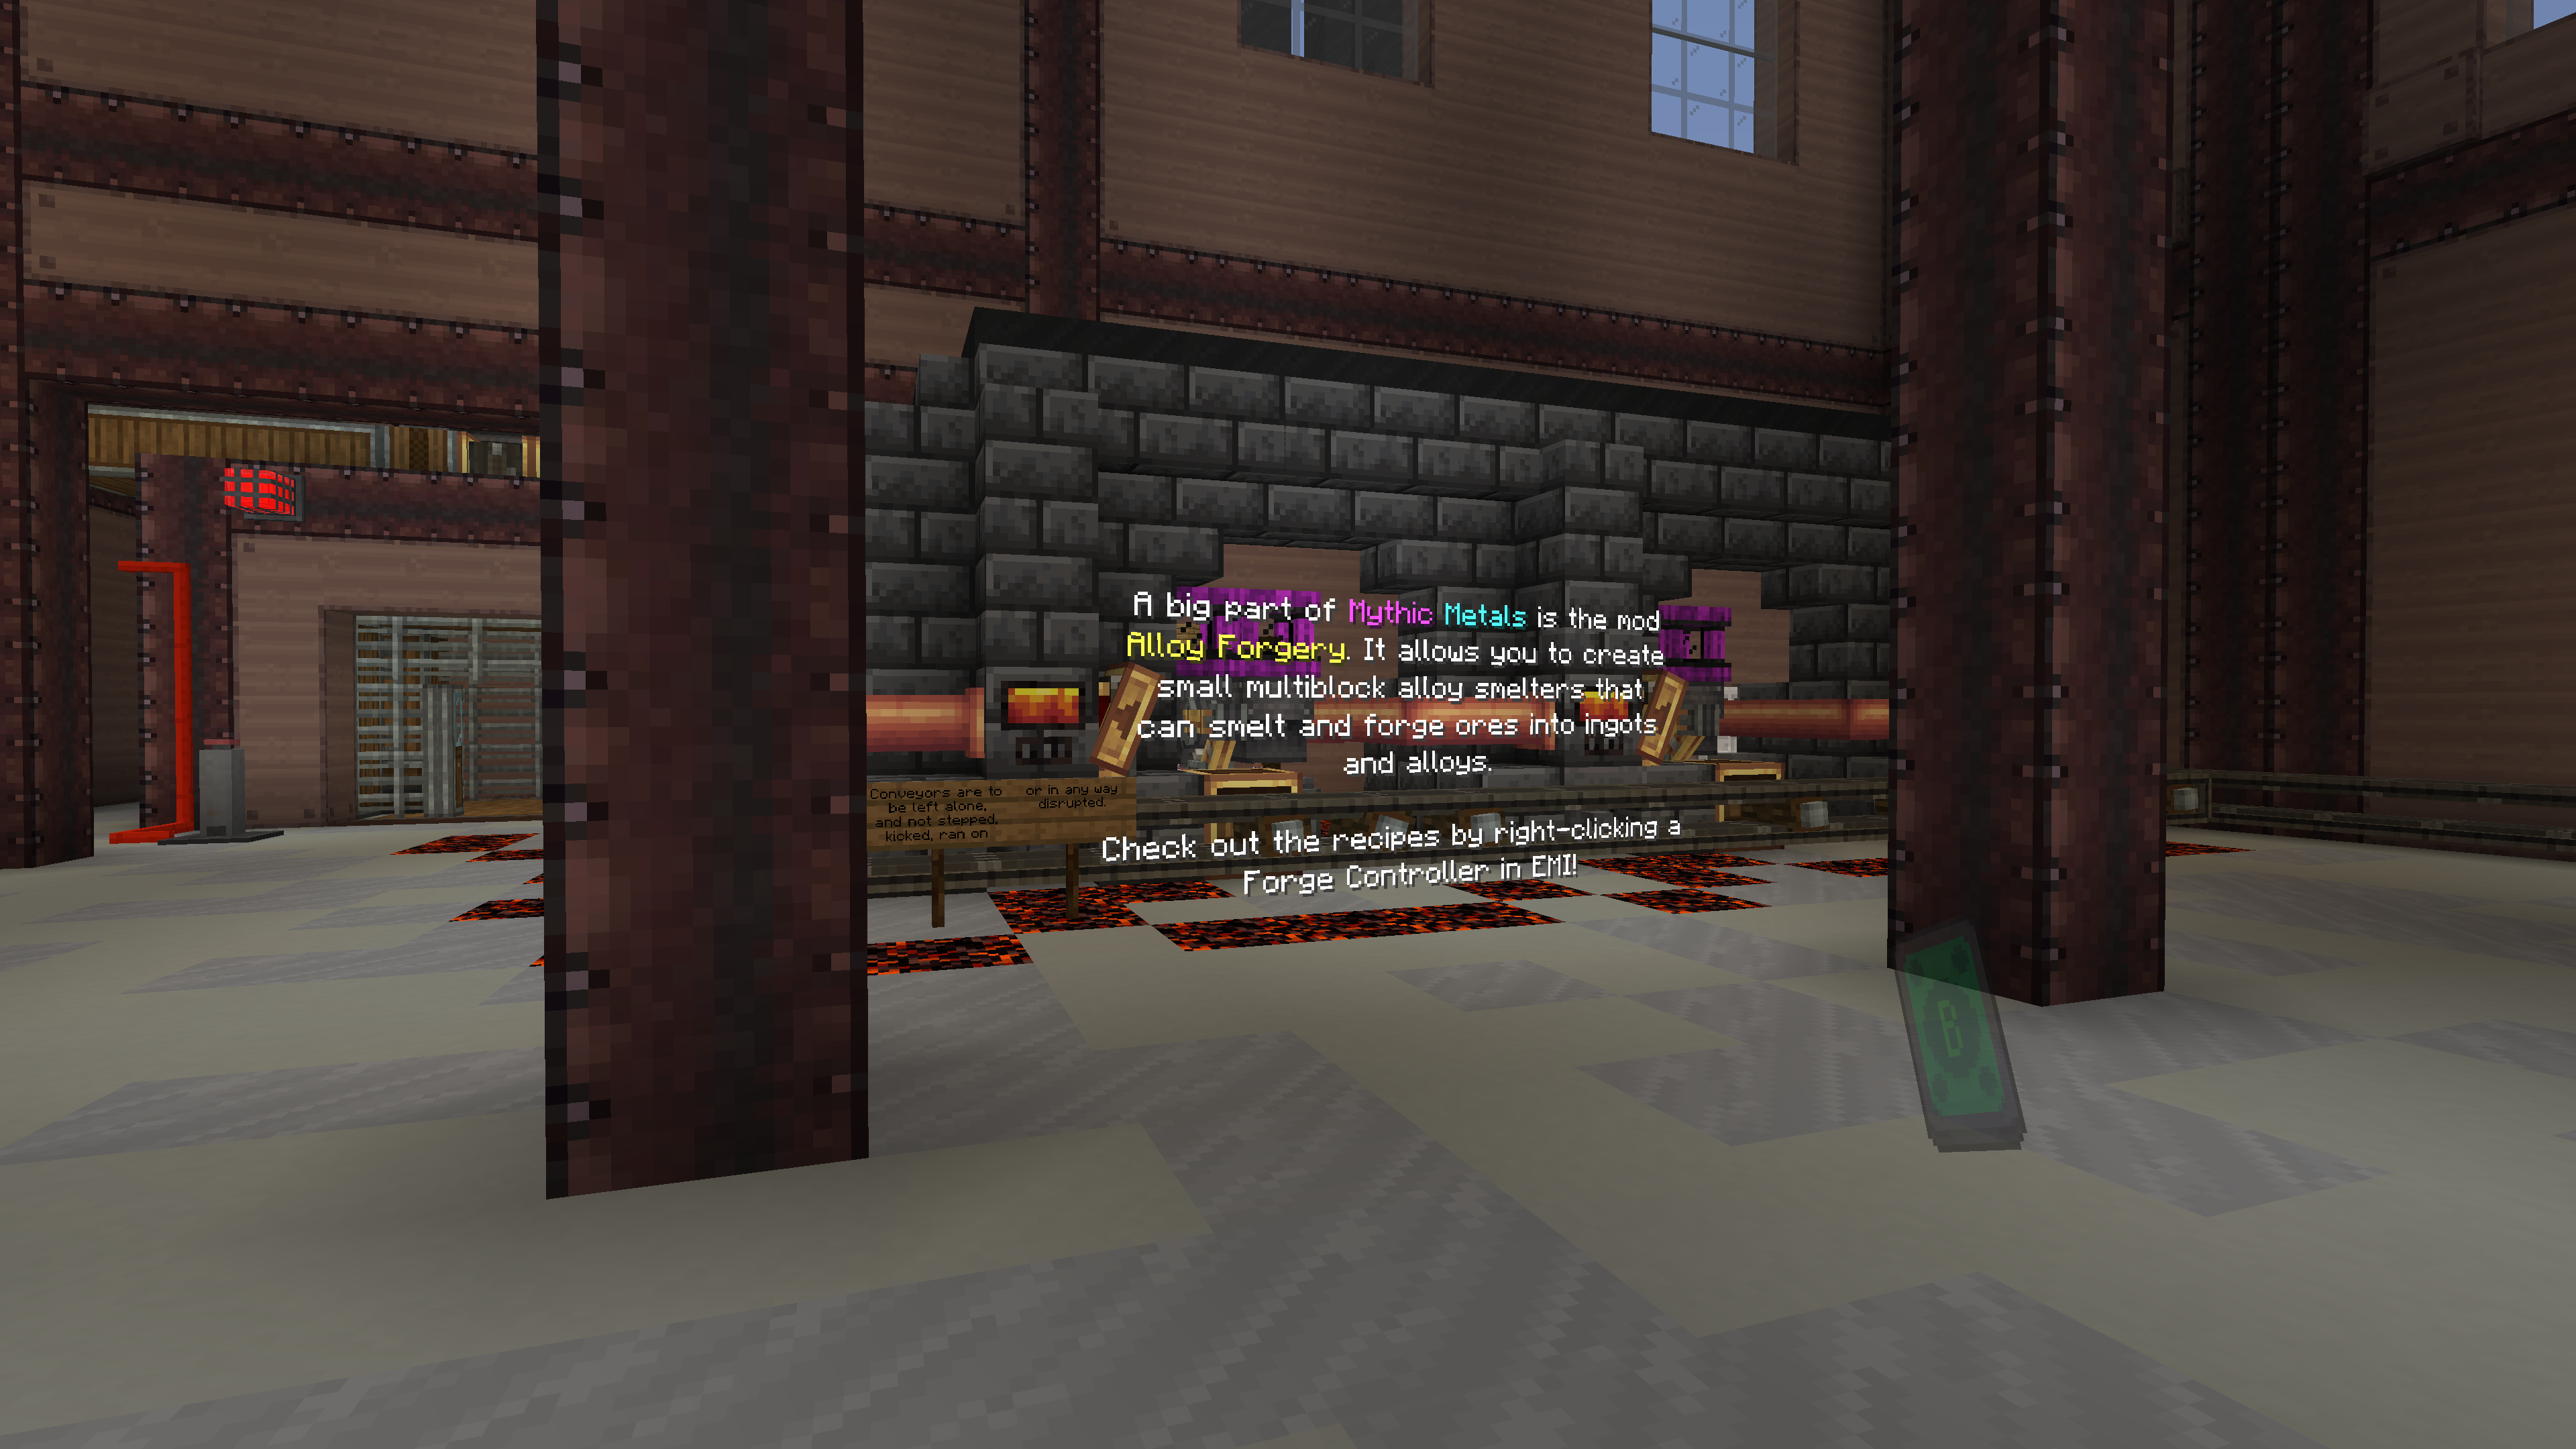 A big part of Mythic Metals is the mod
Alloy Forgery. It allows you to create
small multiblock alloy smelters that
can smelt and forge ores into ingots
and alloys.
Conveyors are to
be left alone,
and not stepped,
kicked, ran on
or in any way
disrupted.
Check out the recipes by right-clicking a
Forge Controller in EMI!
B